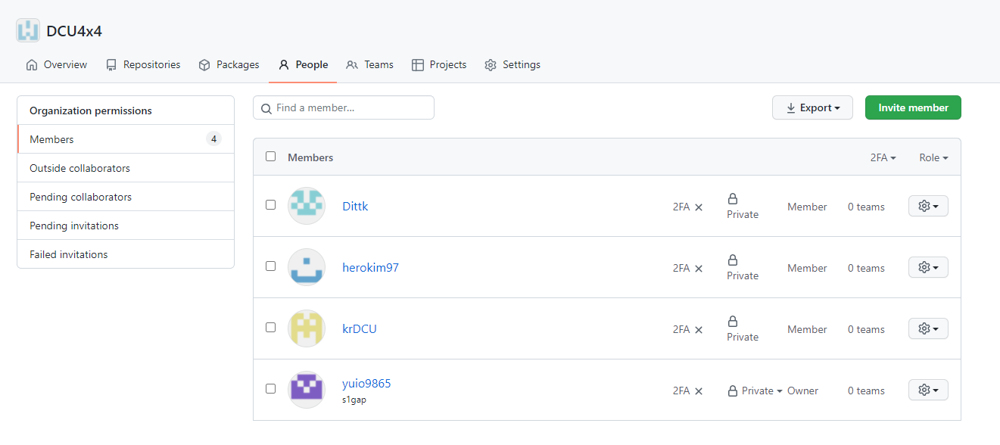 DCU4x4
Overview Repositories Packages People Teams Projects Settings
Organization permissions
Members 4
Outside collaborators
Pending collaborators
Pending invitations
Failed invitations
Find a member...
Export
Invite member
Members 2FA Role
Dittk 2FA Private Member 0 teams
herokim97 2FA Private Member 0 teams
krDCU 2FA Private Member 0 teams
yuio9865 2FA Private Owner 0 teams
s1gap